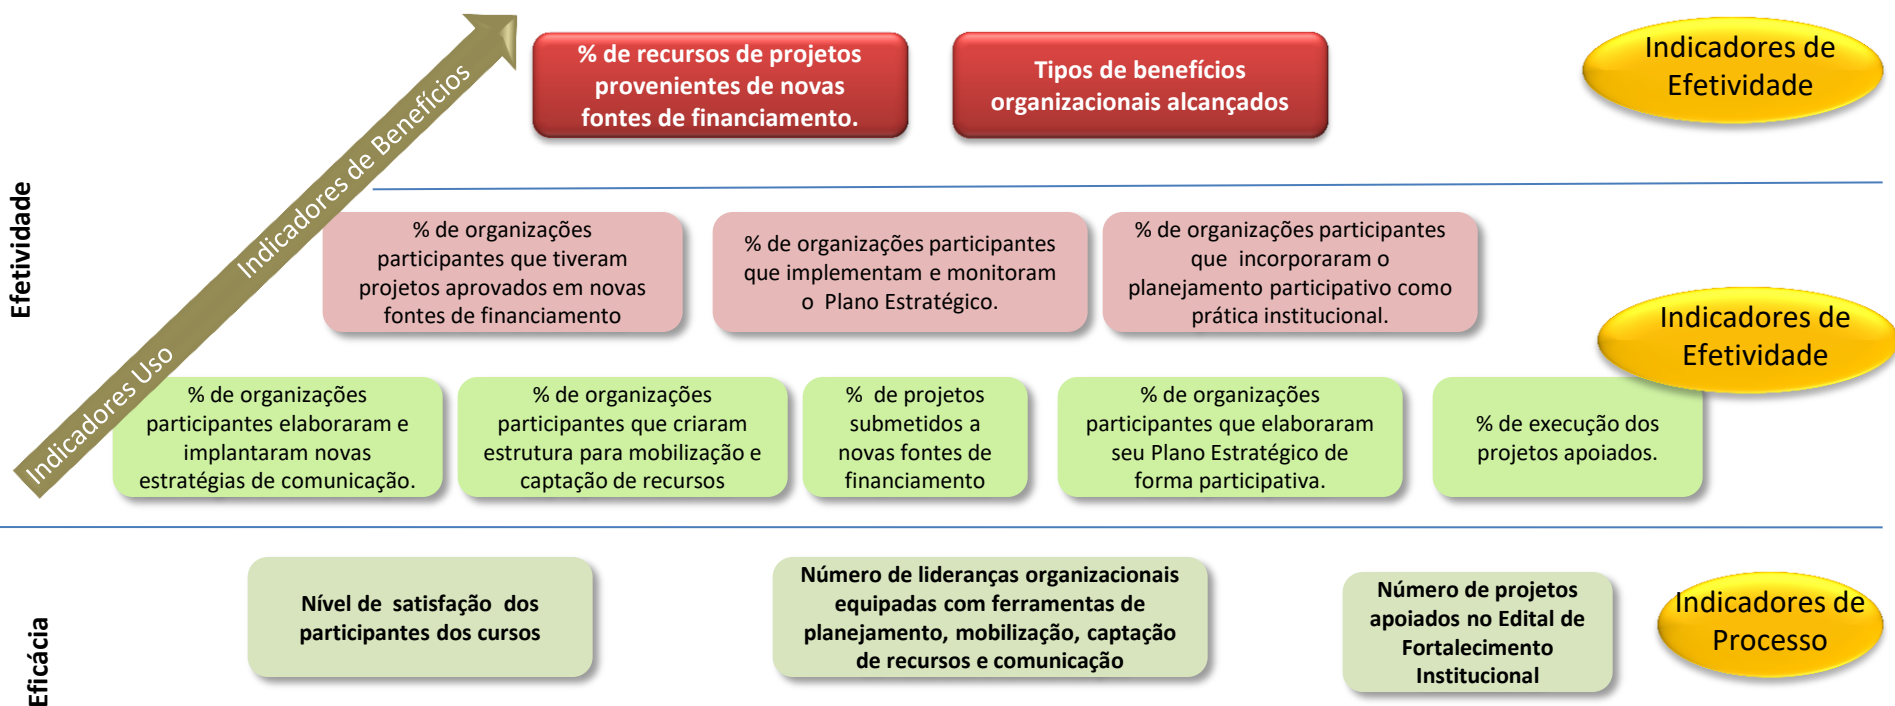 % de recursos de projetos
provenientes de novas
fontes de financiamento.
Tipos de benefícios
organizacionais alcançados
Indicadores de
Efetividade
Indicadores de Benefícios
Indicadores Uso
Efetividade
% de organizações
participantes que tiveram
projetos aprovados em novas
fontes de financiamento
% de organizações participantes
que implementam e monitoram
o Plano Estratégico.
% de organizações participantes
que incorporaram o
planejamento participativo como
prática institucional.
Indicadores de
Efetividade
% de organizações
participantes elaboraram e
implantaram novas
estratégias de comunicação.
% de organizações
participantes que criaram
estrutura para mobilização e
captação de recursos
% de projetos
submetidos a
novas fontes de
financiamento
% de organizações
participantes que elaboraram
seu Plano Estratégico de
forma participativa.
% de execução dos
projetos apoiados.
Eficácia
Nível de satisfação dos
participantes dos cursos
Número de lideranças organizacionais
equipadas com ferramentas de
planejamento, mobilização, captação
de recursos e comunicação
Número de projetos
apoiados no Edital de
Fortalecimento
Institucional
Indicadores de
Processo